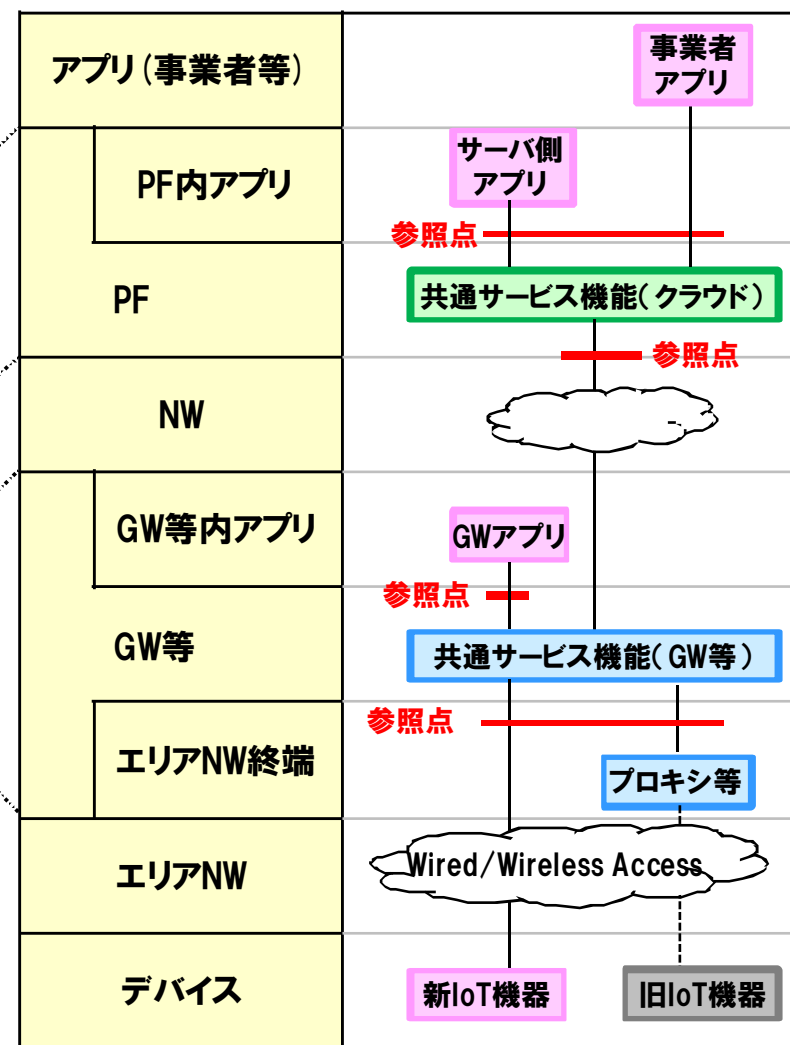 アプリ(事業者等)
事業者
アプリ
PF内アプリ
サーバ側
アプリ
参照点
PF
共通サービス機能(クラウド)
参照点
NW
GW等内アプリ
GWアプリ
参照点
GW等
共通サービス機能(GW等)
参照点
エリアNW終端
プロキシ等
エリアNW
Wired/Wireless Access
デバイス
新IoT機器
旧IoT機器